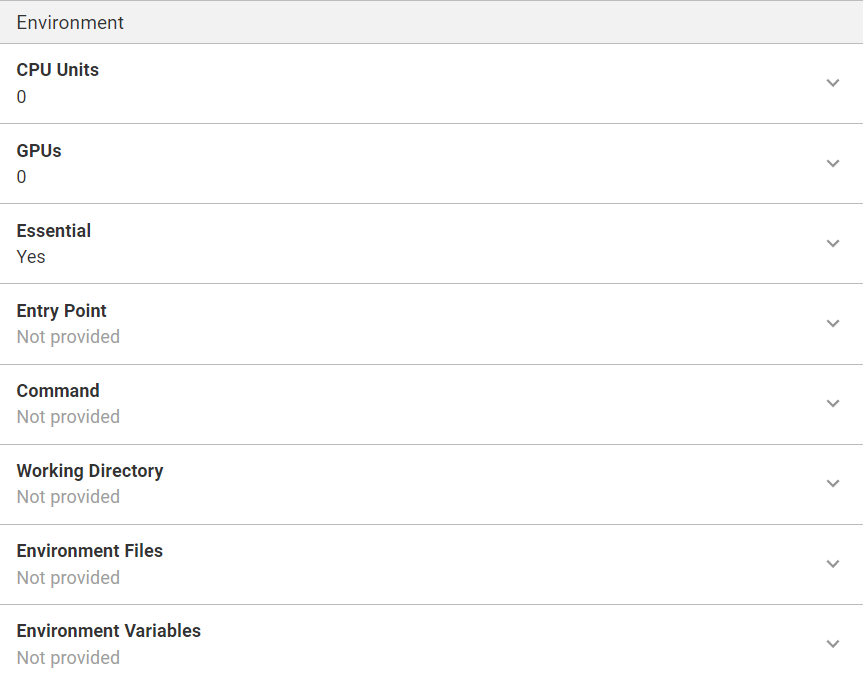 Environment
CPU Units
0
GPUs
0
Essential
Yes
Entry Point
Not provided
Command
Not provided
Working Directory
Not provided
Environment Files
Not provided
Environment Variables
Not provided